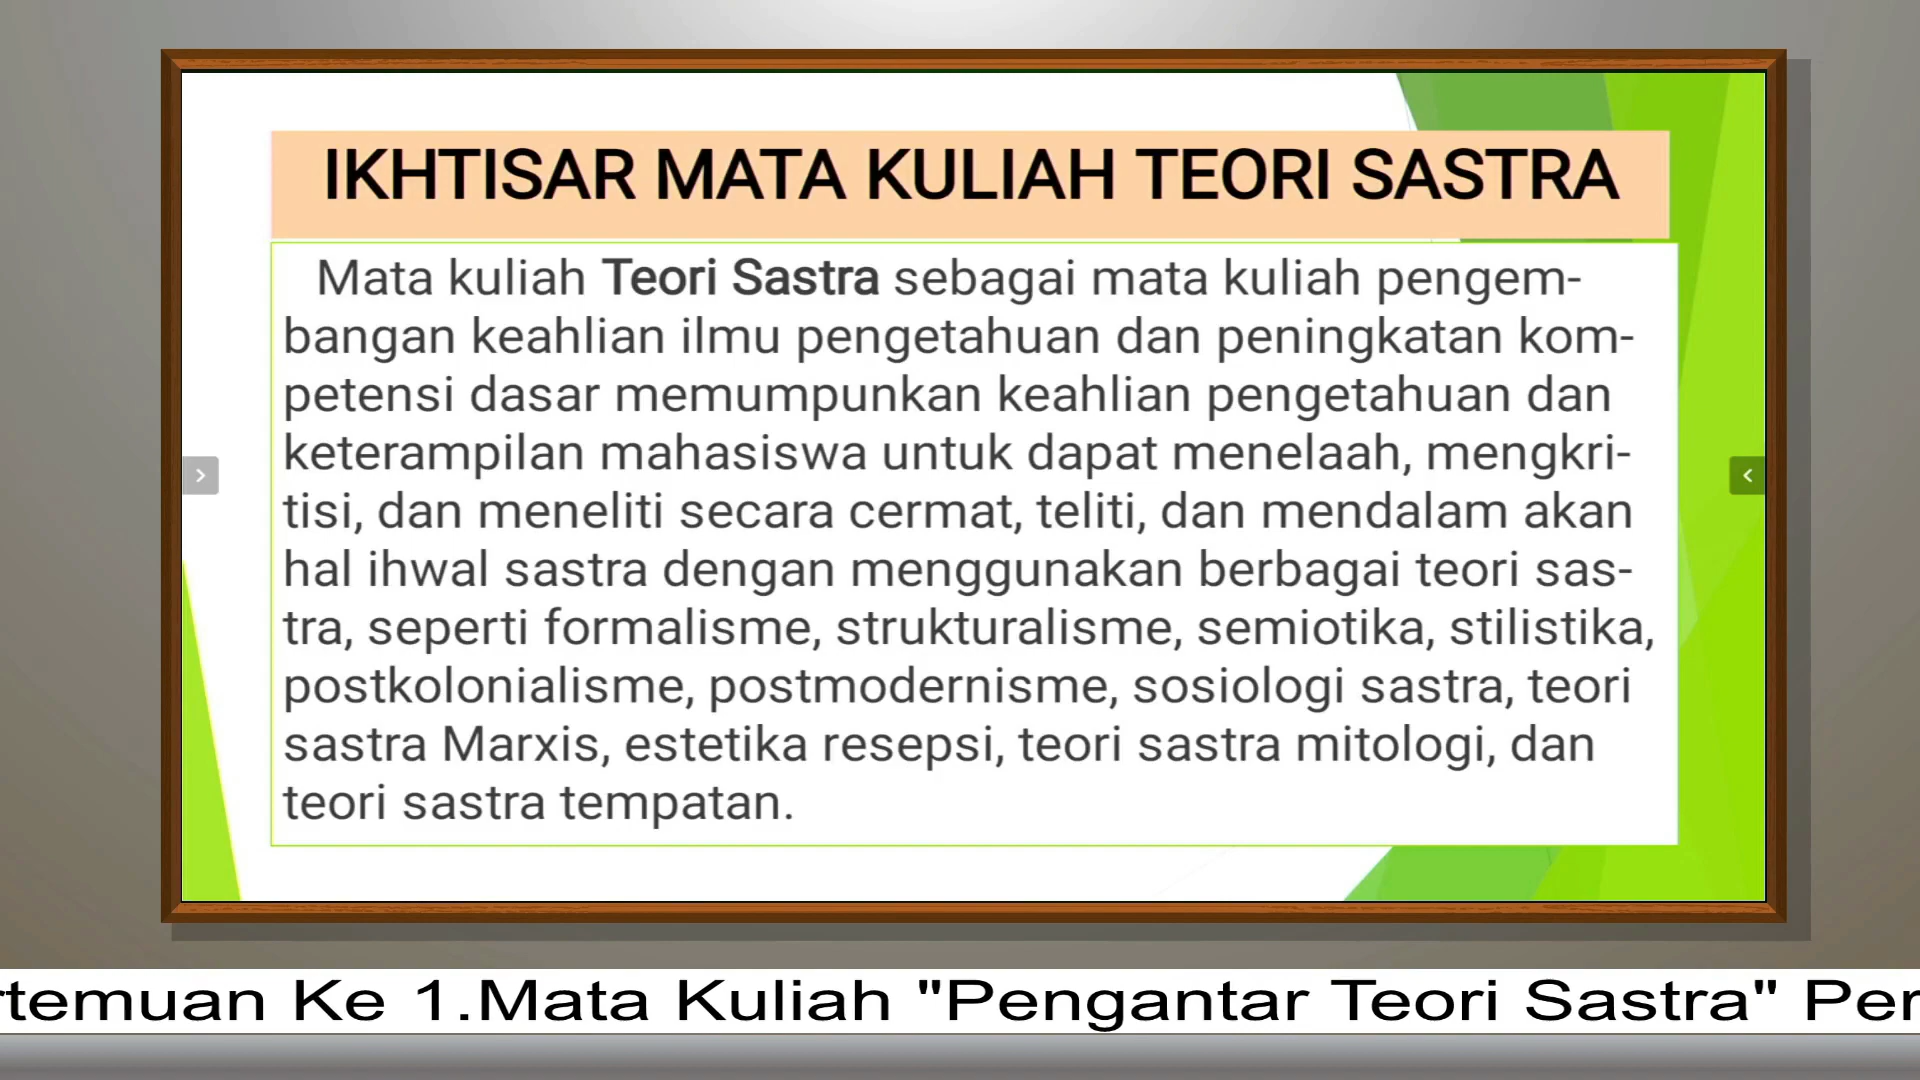 IKHTISAR MATA KULIAH TEORI SASTRA
Mata kuliah Teori Sastra sebagai mata kuliah pengem-
bangan keahlian ilmu pengetahuan dan peningkatan kom-
petensi dasar memumpunkan keahlian pengetahuan dan
keterampilan mahasiswa untuk dapat menelaah, mengkri-
tisi, dan meneliti secara cermat, teliti, dan mendalam akan
hal ihwal sastra dengan menggunakan berbagai teori sas-
tra, seperti formalisme, strukturalisme, semiotika, stilistika,
postkolonialisme, postmodernisme, sosiologi sastra, teori
sastra Marxis, estetika resepsi, teori sastra mitologi, dan
teori sastra tempatan.
temuan Ke 1.Mata Kuliah "Pengantar Teori Sastra" Per